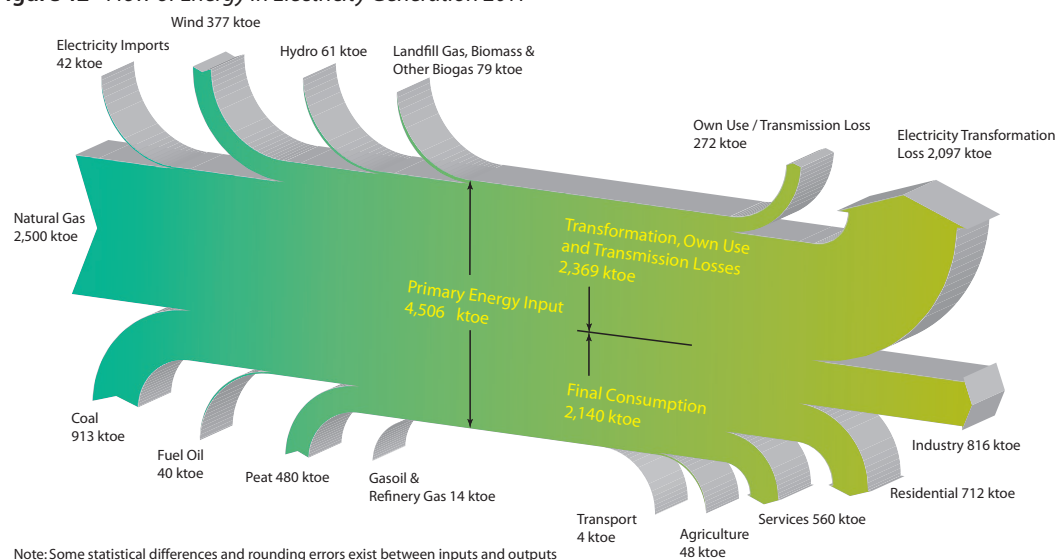 Wind 377 ktoe
Electricity Imports
42 ktoe
Hydro 61 ktoe
Landfill Gas, Biomass &
Other Biogas 79 ktoe
Own Use / Transmission Loss
272 ktoe
Electricity Transformation
Loss 2,097 ktoe
Natural Gas
2,500 ktoe
Transformation, Own Use
and Transmission Losses
2,369 ktoe
Primary Energy Input
4,506 ktoe
Final Consumption
2,140 ktoe
Coal
913 ktoe
Fuel Oil
40 ktoe
Peat 480 ktoe
Gasoil &
Refinery Gas 14 ktoe
Transport
4 ktoe
Agriculture
48 ktoe
Services 560 ktoe
Residential 712 ktoe
Industry 816 ktoe
Note: Some statistical differences and rounding errors exist between inputs and outputs